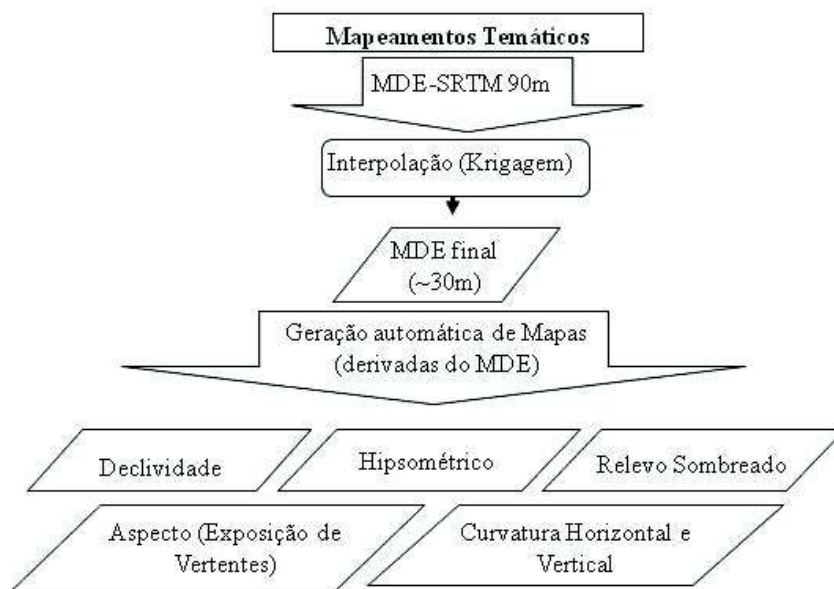 Mapeamentos Temáticos
MDE-SRTM 90m
Interpolação (Krigagem)
MDE final
(~30m)
Geração automática de Mapas
(derivadas do MDE)
Declividade
Hipsométrico
Relevo Sombreado
Aspecto (Exposição de
Vertentes)
Curvatura Horizontal e
Vertical